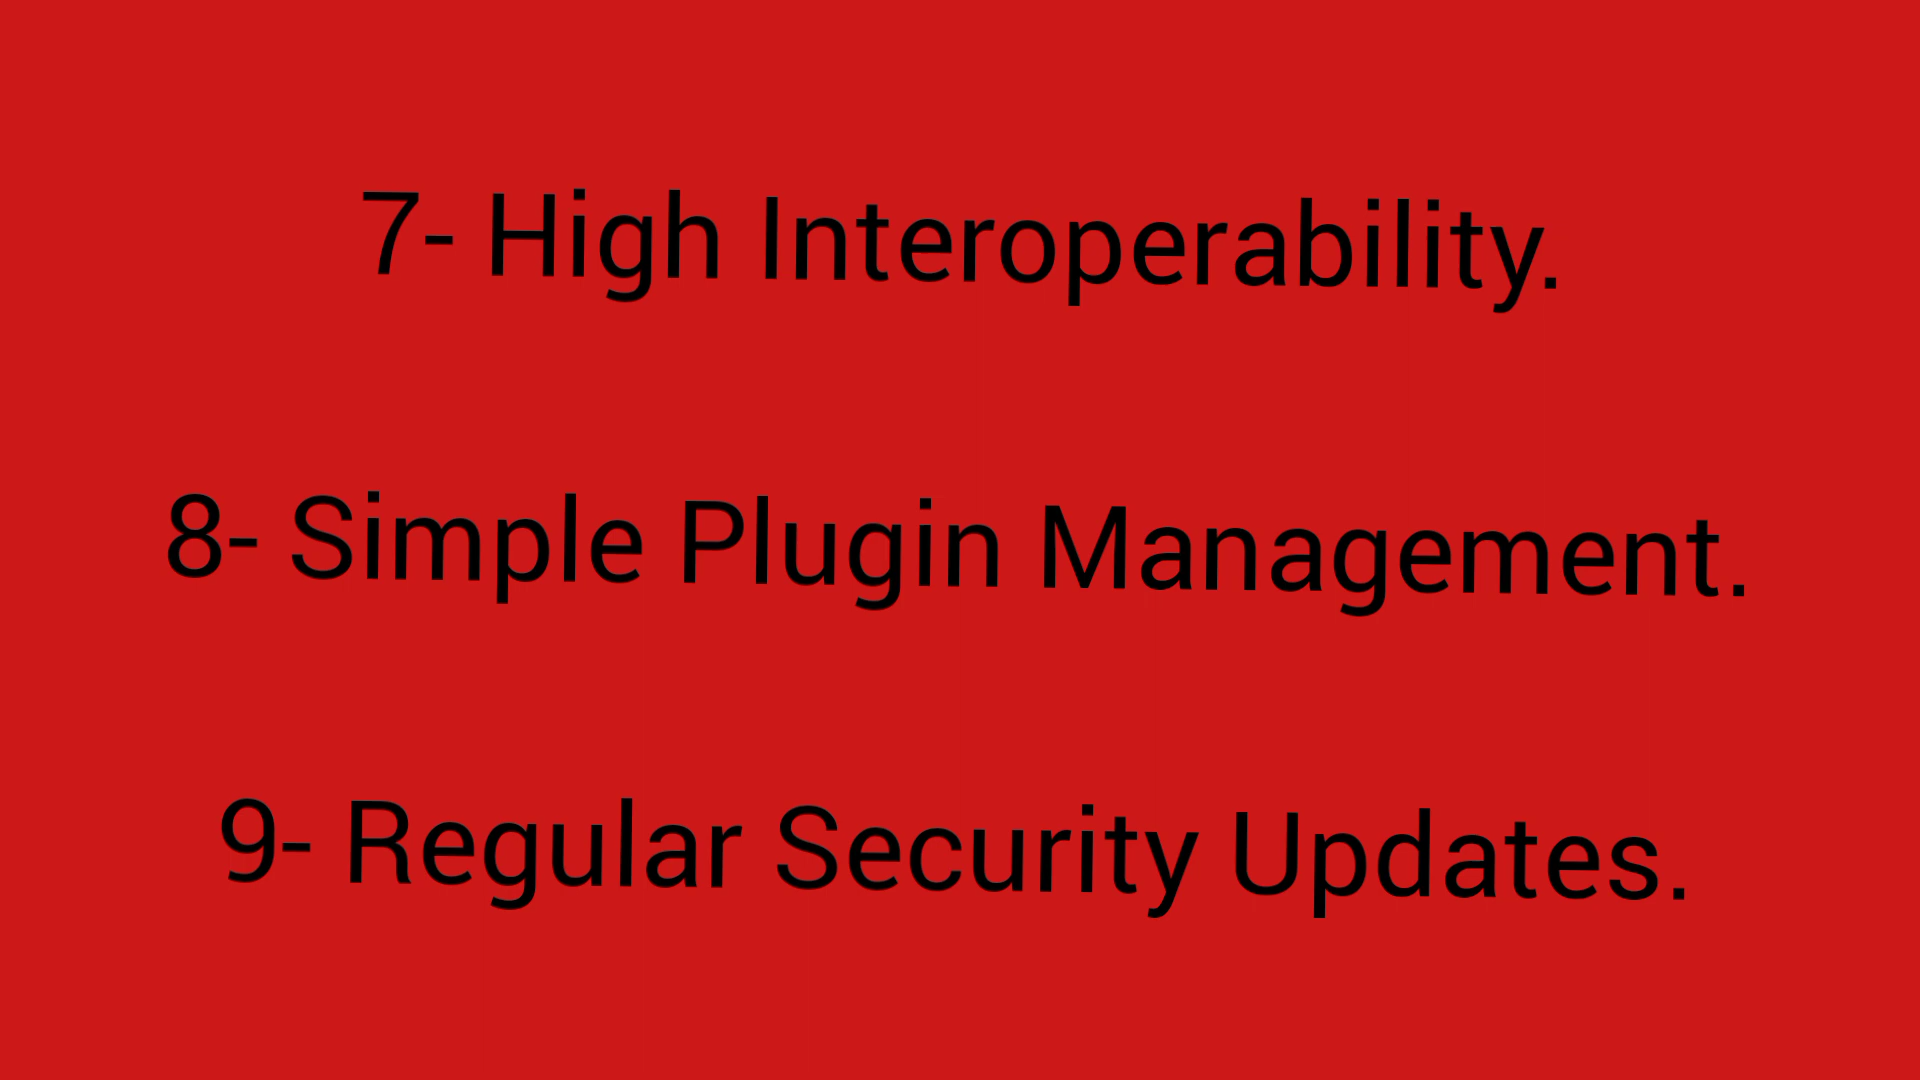 7- High Interoperability.
8- Simple Plugin Management.
9- Regular Security Updates.